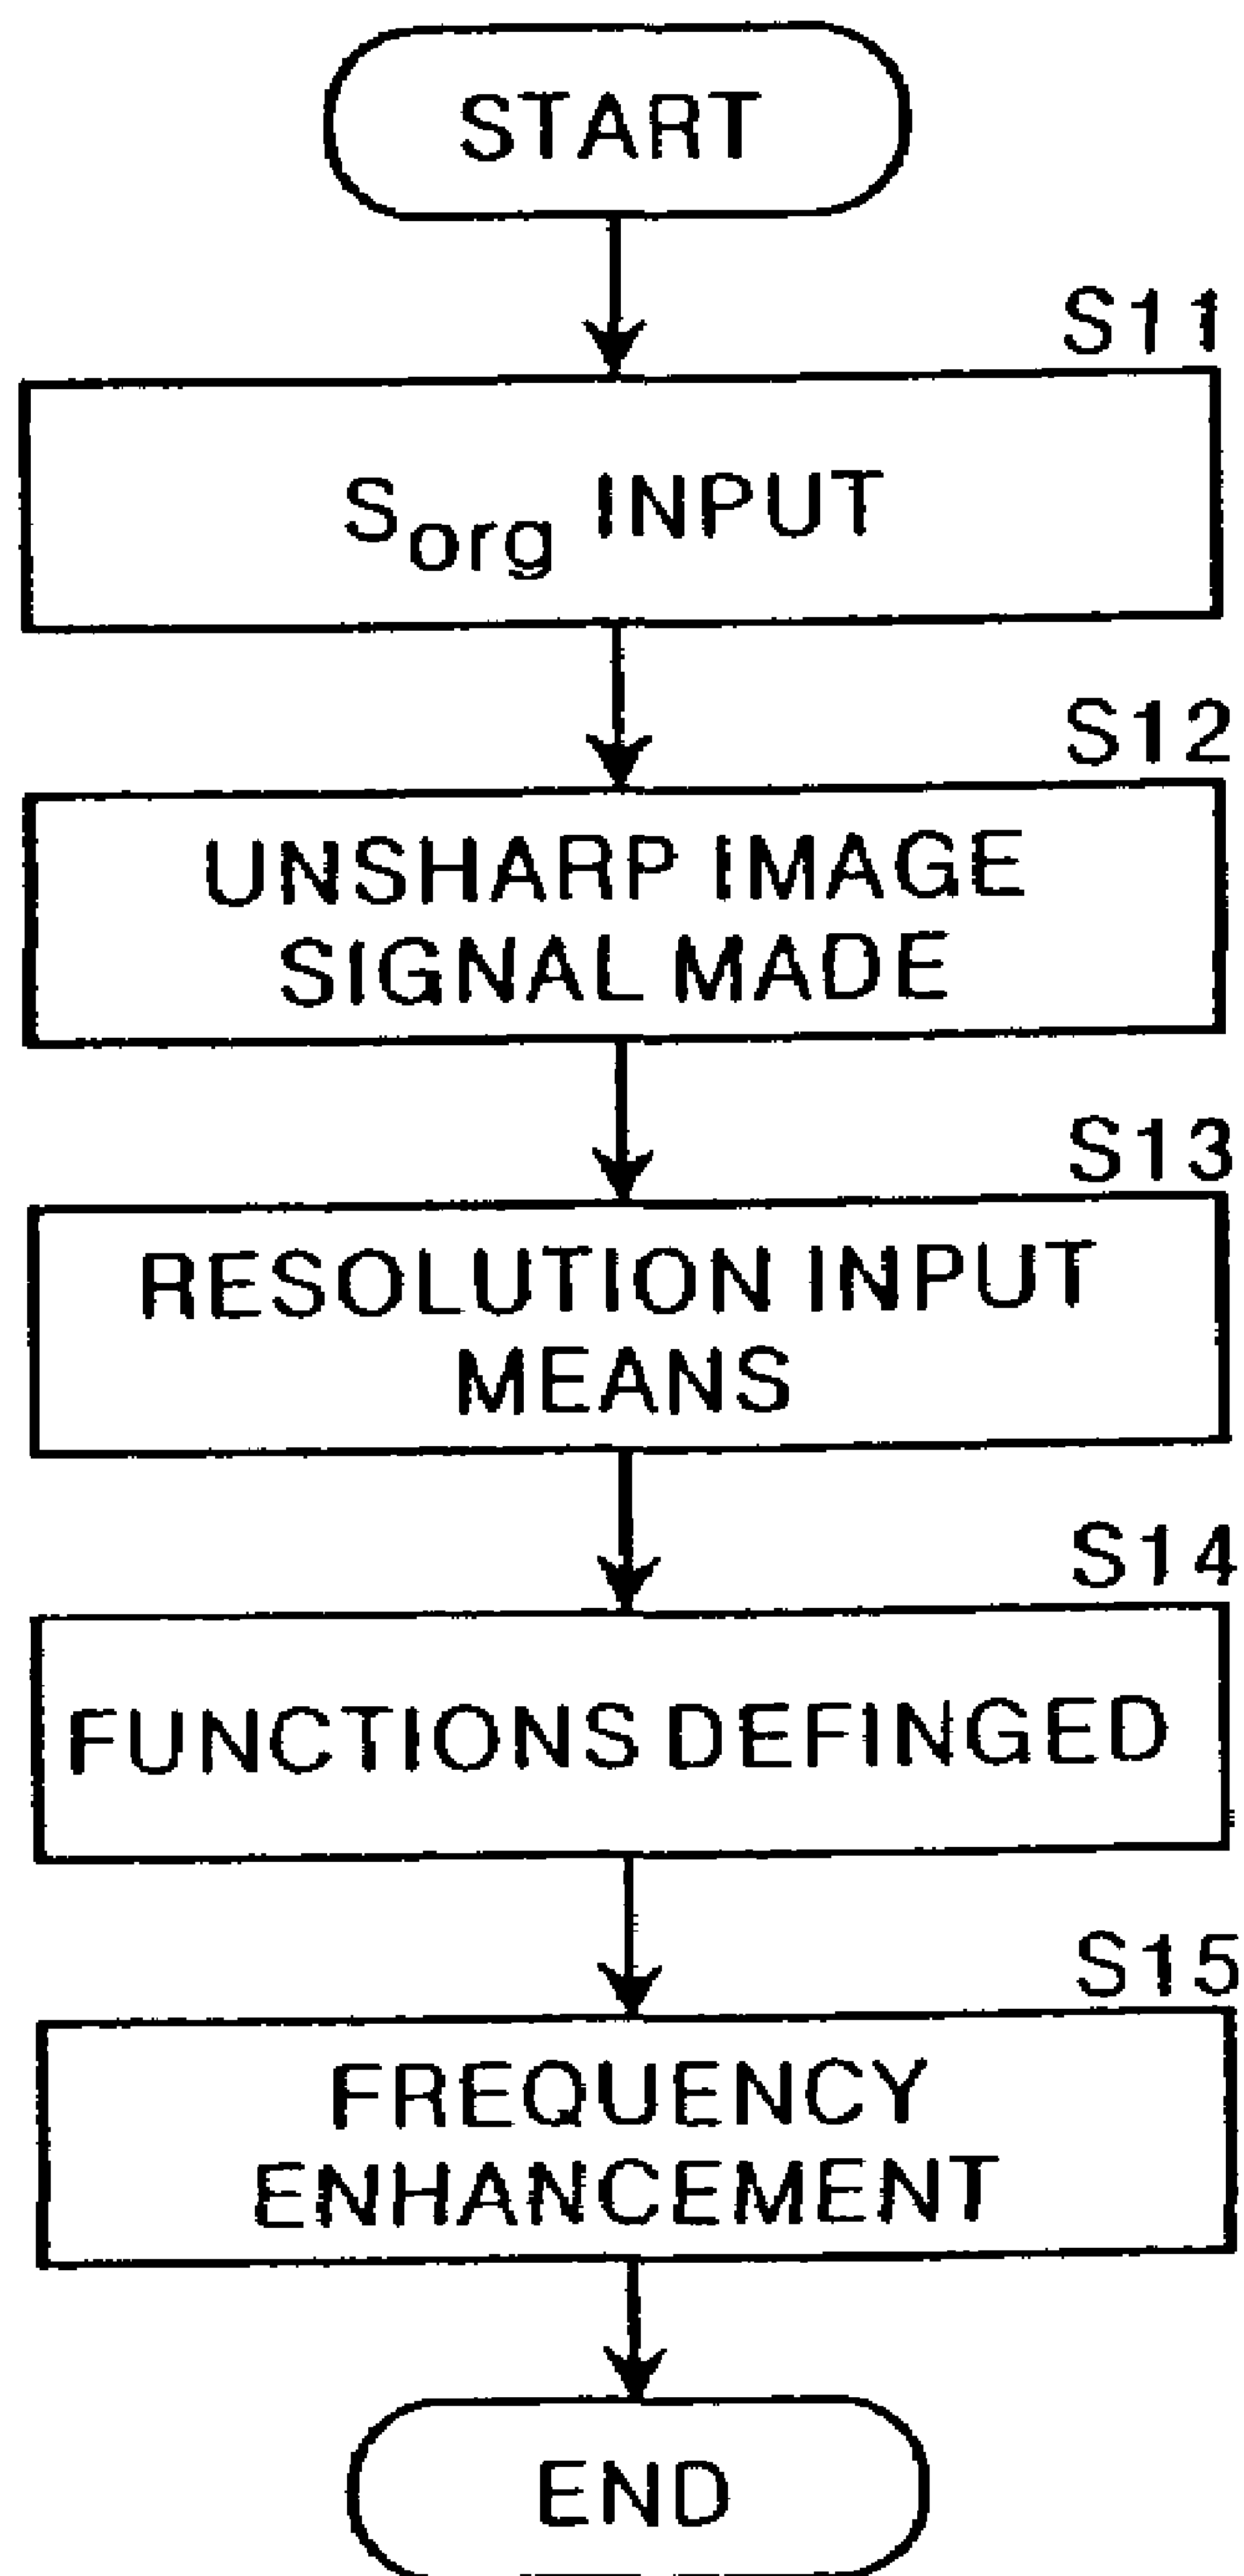 START
S11
Sorg INPUT
S12
UNSHARP IMAGE
SIGNAL MADE
S13
RESOLUTION INPUT
MEANS
S14
FUNCTIONS DEFINGED
S15
FREQUENCY
ENHANCEMENT
END